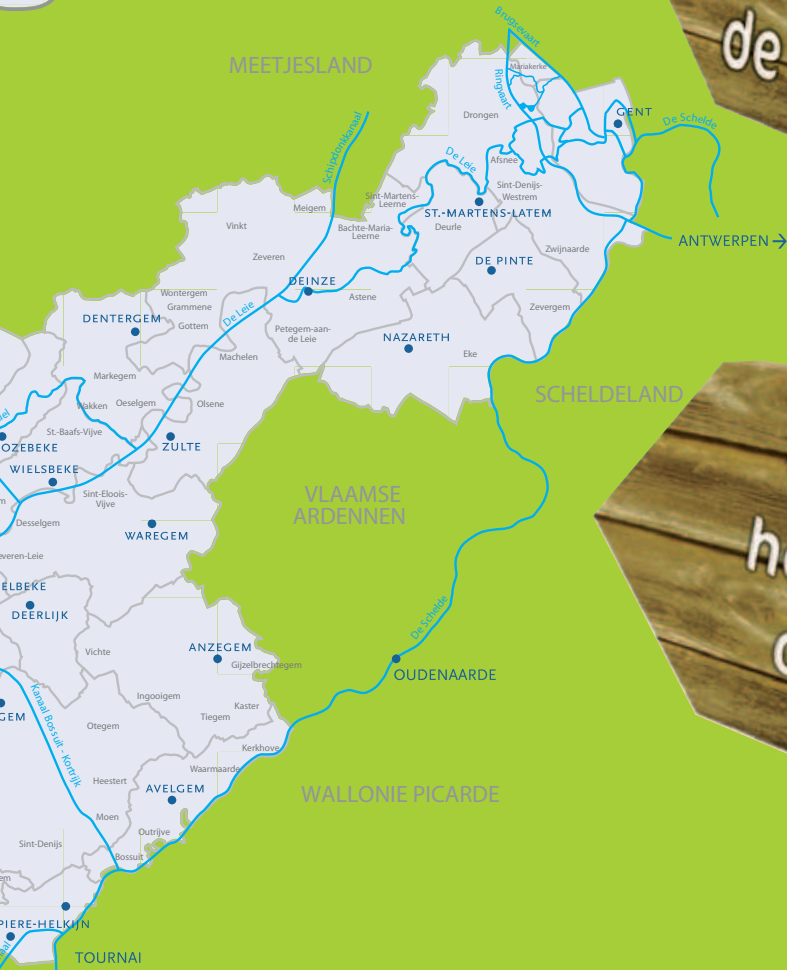 Brugsevaart
de
MEETJESLAND
Mariakerke
Ringvaart
GENT
Drongen
De Schelde
Schipdonkkanaal
De Leie
Afsnee
Sint-Denijs-
Westrem
Sint-Martens-
Leerne
Meigem
ST.-MARTENS-LATEM
Vinkt
Bachte-Maria-
Leerne
Deurle
ANTWERPEN →
Zwijnaarde
Zeveren
DE PINTE
DEINZE
Wontergem
Astene
Grammene
Zevergem
De Leie
DENTERGEM
Gottem
Petegem-aan-
de Leie
NAZARETH
Machelen
Eke
Markegem
SCHELDELAND
Wakken
Oeselgem
Olsene
St.-Baafs-Vijve
OZEBEKE
ZULTE
WIELSBEKE
VLAAMSE
ARDENNEN
Sint-Eloois-
Vijve
Desselgem
WAREGEM
everen-Leie
ELBEKE
DEERLIJK
De Schelde
ANZEGEM
Vichte
Gijzelbrechtegem
OUDENAARDE
Ingooigem
Kaster
GEM
Tiegem
Otegem
Kanaal Bossuit - Kortrijk
Kerkhove
Waarmaarde
Heestert
AVELGEM
WALLONIE PICARDE
Moen
Outrijve
Sint-Denijs
Bossuit
PIERE-HELKIJN
TOURNAI